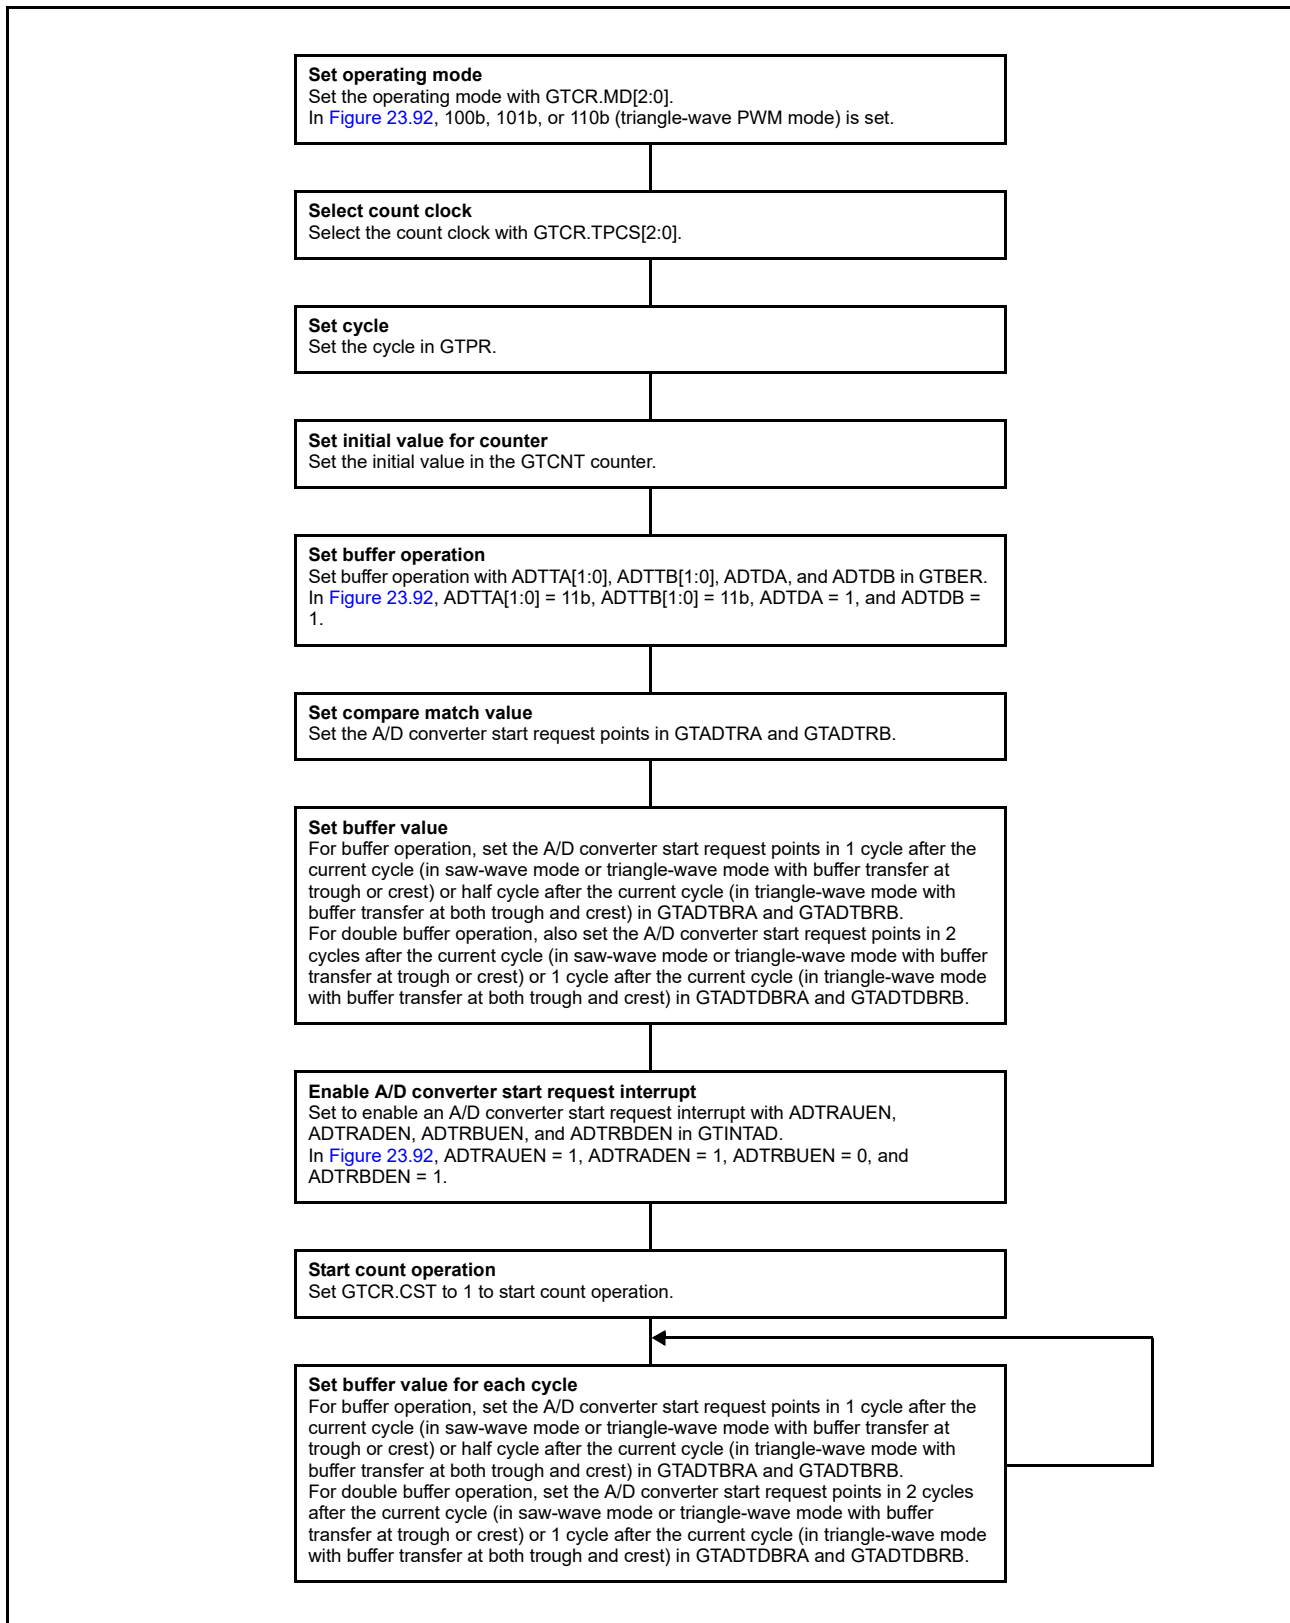 Set operating mode
Set the operating mode with GTCR.MD[2:0].
In Figure 23.92, 100b, 101b, or 110b (triangle-wave PWM mode) is set.
Select count clock
Select the count clock with GTCR.TPCS[2:0].
Set cycle
Set the cycle in GTPR.
Set initial value for counter
Set the initial value in the GTCNT counter.
Set buffer operation
Set buffer operation with ADTTA[1:0], ADTTB[1:0], ADTDA, and ADTDB in GTBER.
In Figure 23.92, ADTTA[1:0] = 11b, ADTTB[1:0] = 11b, ADTDA = 1, and ADTDB =
1.
Set compare match value
Set the A/D converter start request points in GTADTRA and GTADTRB.
Set buffer value
For buffer operation, set the A/D converter start request points in 1 cycle after the
current cycle (in saw-wave mode or triangle-wave mode with buffer transfer at
trough or crest) or half cycle after the current cycle (in triangle-wave mode with
buffer transfer at both trough and crest) in GTADTBRA and GTADTBRB.
For double buffer operation, also set the A/D converter start request points in 2
cycles after the current cycle (in saw-wave mode or triangle-wave mode with buffer
transfer at trough or crest) or 1 cycle after the current cycle (in triangle-wave mode
with buffer transfer at both trough and crest) in GTADTDBRA and GTADTDBRB.
Enable A/D converter start request interrupt
Set to enable an A/D converter start request interrupt with ADTRAUEN,
ADTRADEN, ADTRBUEN, and ADTRBDEN in GTINTAD.
In Figure 23.92, ADTRAUEN = 1, ADTRADEN = 1, ADTRBUEN = 0, and
ADTRBDEN = 1.
Start count operation
Set GTCR.CST to 1 to start count operation.
Set buffer value for each cycle
For buffer operation, set the A/D converter start request points in 1 cycle after the
current cycle (in saw-wave mode or triangle-wave mode with buffer transfer at
trough or crest) or half cycle after the current cycle (in triangle-wave mode with
buffer transfer at both trough and crest) in GTADTBRA and GTADTBRB.
For double buffer operation, set the A/D converter start request points in 2 cycles
after the current cycle (in saw-wave mode or triangle-wave mode with buffer
transfer at trough or crest) or 1 cycle after the current cycle (in triangle-wave mode
with buffer transfer at both trough and crest) in GTADTDBRA and GTADTDBRB.